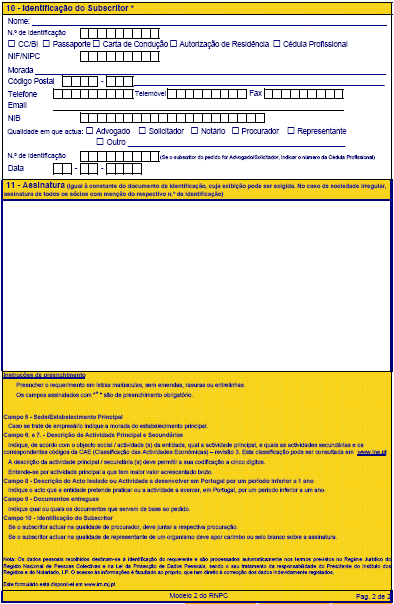 10 - Identificação do Subscritor *
Nome:
N.º de Identificação
CC/BI Passaporte Carta de Condução Autorização de Residência Cédula Profissional
NIF/NIPC
Morada
Código Postal - 
Telefone Telemóvel Fax
Email
NIB
Qualidade em que actua: Advogado Solicitador Notário Procurador Representante
Outro
N.º de Identificação (Se o subscritor do pedido for Advogado/Solicitador, indicar o número da Cédula Profissional)
Data - -
11 - Assinatura (igual à constante do documento de identificação, cuja exibição pode ser exigida. No caso de sociedade irregular,
assinatura de todos os sócios com menção do respectivo n.º de identificação)
Instruções de preenchimento
Preencher o requerimento em letras maiúsculas, sem emendas, rasuras ou entrelinhas.
Os campos assinalados com "*" são de preenchimento obrigatório.
Campo 5 - Sede/Estabelecimento Principal
Caso se trate de empresário indique a morada do estabelecimento principal.
Campo 6. e 7. - Descrição de Actividade Principal e Secundárias
Indique, de acordo com o objecto social / actividade (s) da entidade, qual a actividade principal, e quais as actividades secundárias e os
correspondentes códigos da CAE (Classificação das Actividades Económicas) – revisão 3. Esta classificação pode ser consultada em www.ine.pt
A descrição da actividade principal / secundária (s) deve permitir a sua codificação a cinco dígitos.
Entende-se por actividade principal a que tem maior valor acrescentado bruto.
Campo 8 - Descrição do Acto Isolado ou Actividade a desenvolver em Portugal por período inferior a 1 ano
Indique o acto que a entidade pretende praticar ou a actividade a exercer, em Portugal, por período inferior a um ano.
Campo 9 - Documentos entregues
Indique qual ou quais os documentos que servem de base ao pedido.
Campo 10 - Identificação do Subscritor
Se o subscritor actuar na qualidade de procurador, deve juntar a respectiva procuração.
Se o subscritor actuar na qualidade de representante de um organismo deve apor carimbo ou selo branco sobre a assinatura.
Nota: Os dados pessoais recolhidos destinam-se à identificação do requerente e são processados automaticamente nos termos previstos no Regime Jurídico do
Registo Nacional de Pessoas Colectivas e na Lei da Protecção de Dados Pessoais, sendo o seu tratamento da responsabilidade do Presidente do Instituto dos
Registos e do Notariado, I.P. O acesso às informações é facultado ao próprio, que tem direito à correcção dos dados indevidamente registados.
Este formulário está disponível em www.irn.mj.pt
Modelo 2 do RNPC Pag. 2 de 2